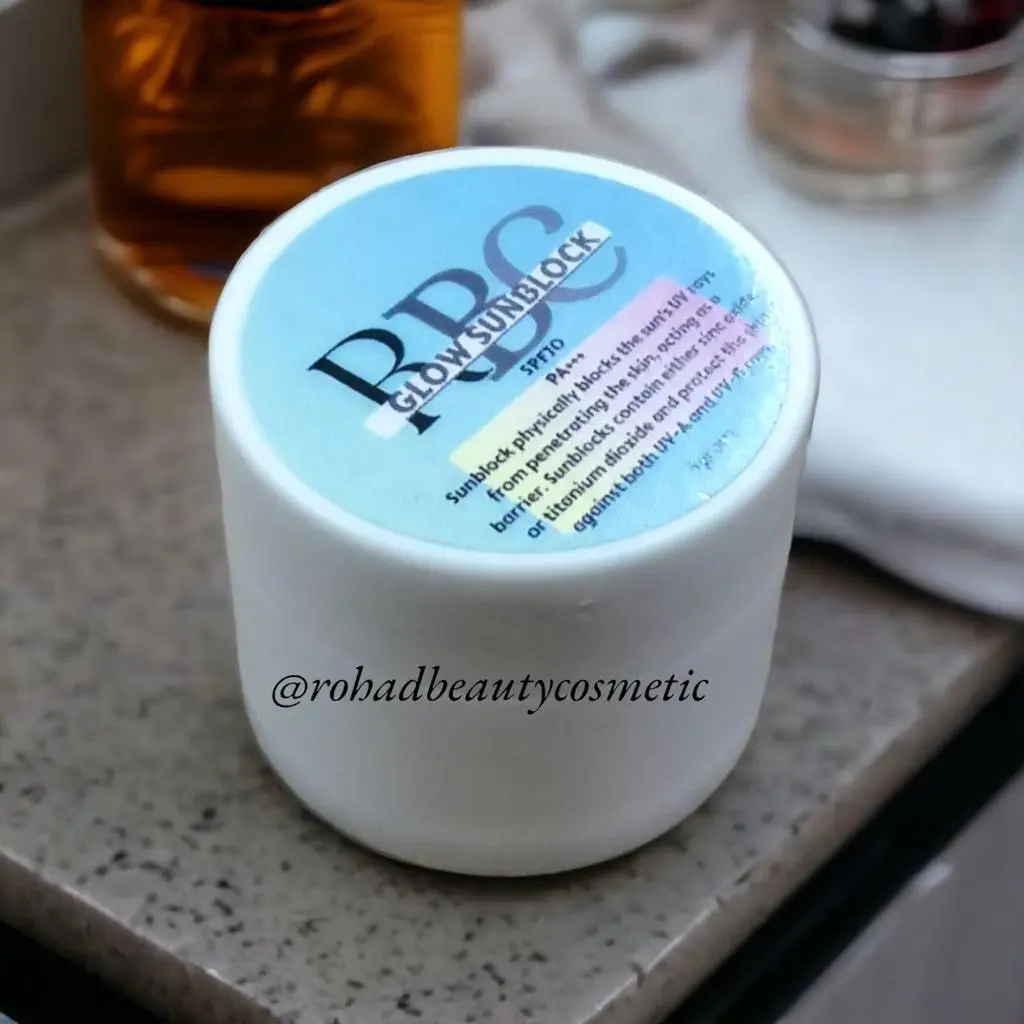 RBC
GLOW SUNBLOCK
SPF70
PA+++
Sunblock physically blocks the sun's UV rays
from penetrating the skin, acting as a
barrier. Sunblocks contain either zinc oxide
or titanium dioxide and protect the skin
against both UV-A and UV-B rays
@rohadbeautycosmetic